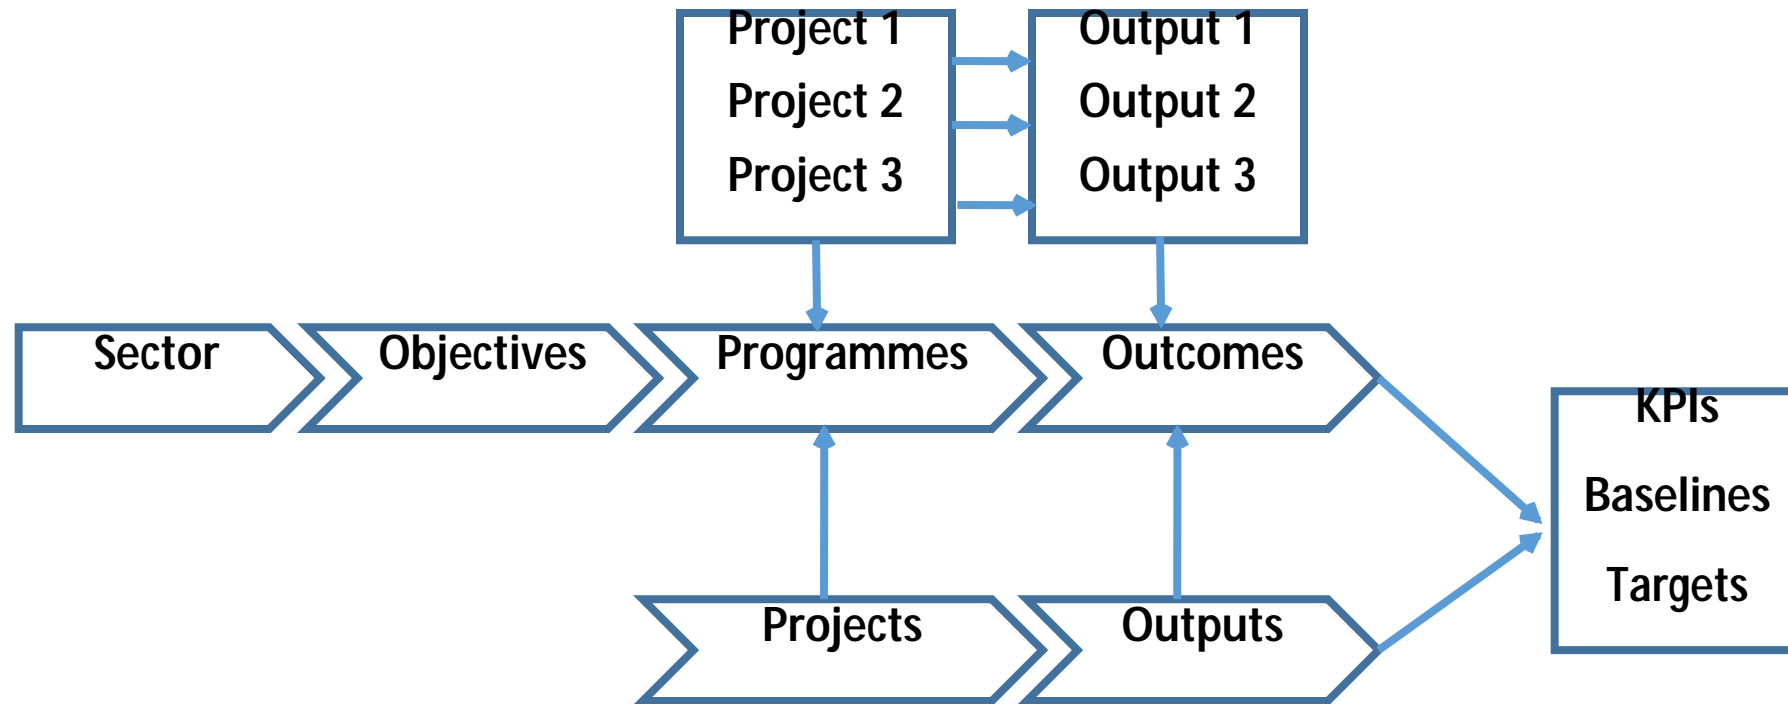 Project 1
Project 2
Project 3
Output 1
Output 2
Output 3
Sector
Objectives
Programmes
Outcomes
KPIs
Baselines
Targets
Projects
Outputs